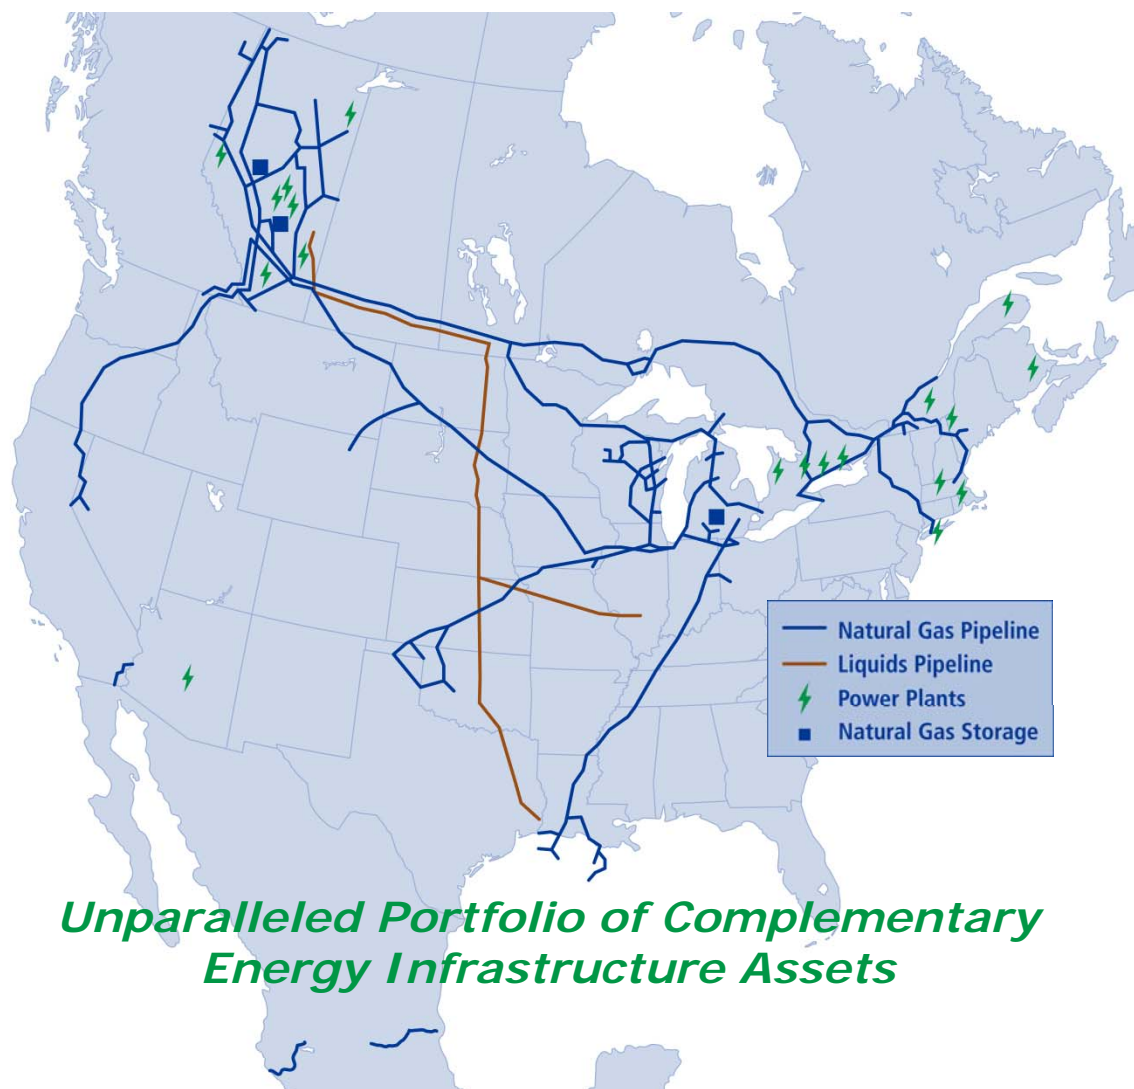 Natural Gas Pipeline
Liquids Pipeline
Power Plants
Natural Gas Storage
Unparalleled Portfolio of Complementary
Energy Infrastructure Assets